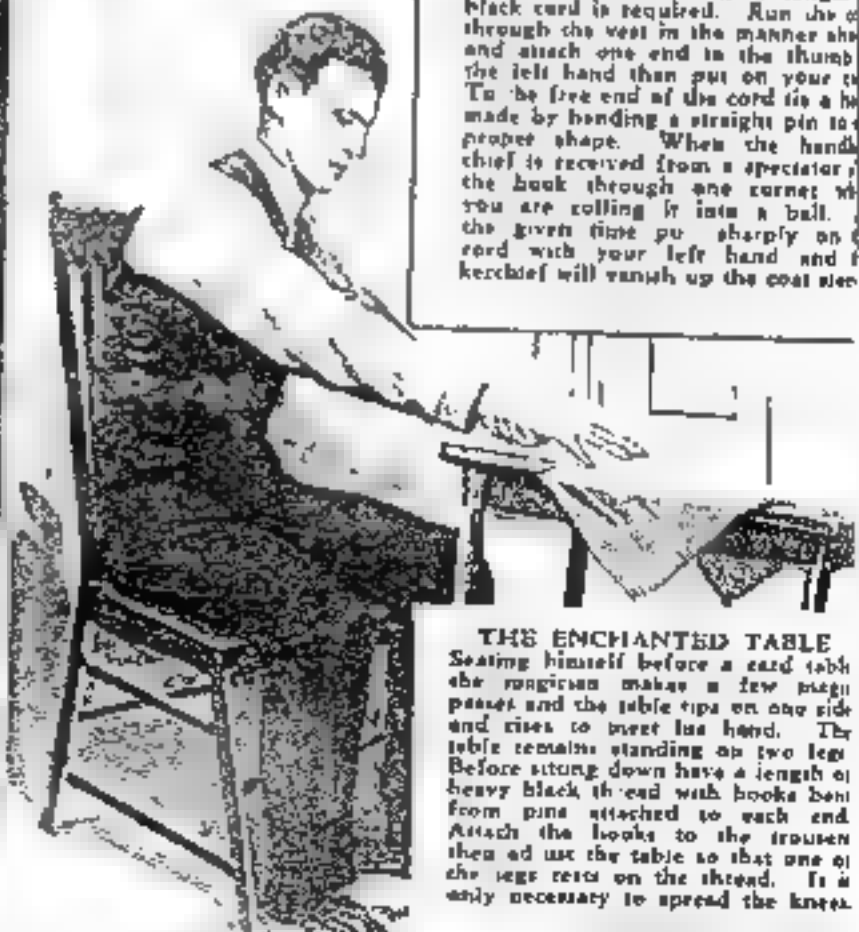 black cord is required. Run the
through the vest in the manner
and attach one end to the thumb
the left hand then put on your
To the free end of the cord tie a
made by bending a straight pin to
proper shape. When the
chief is received from a spectator
the hook through one corner
you are rolling it into a ball.
the given time sharply on
cord with your left hand and
kerchief will vanish up the coat
THE ENCHANTED TABLE
Seating himself before a card table
the magician makes a few magic
passes and the table tips on one side
and rises to meet his hand. The
table remains standing on two legs
Before sitting down have a length of
heavy black thread with hooks bent
from pins attached to each end
Attach the hooks to the trousers
then adjust the table so that one of
the legs rests on the thread. It is
only necessary to spread the knees.